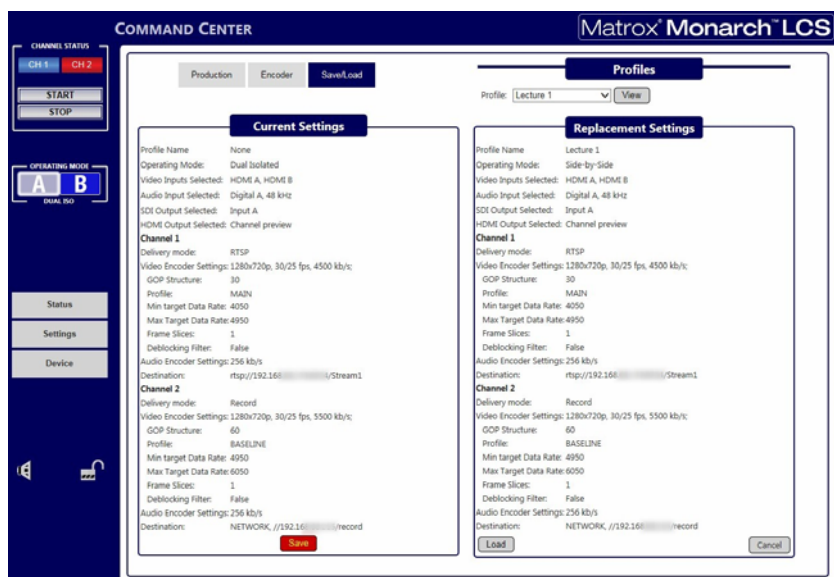 COMMAND CENTER
Matrox® Monarch™ LCS
CHANNEL STATUS
CH 1 CH 2
START
STOP
OPERATING MODE
A B
DUAL ISO
Status
Settings
Device
Production Encoder Save/Load
Profiles
Profile: Lecture 1 View
Current Settings
Profile Name None
Operating Mode: Dual Isolated
Video Inputs Selected: HDMI A, HDMI B
Audio Input Selected: Digital A, 48 kHz
SDI Output Selected: Input A
HDMI Output Selected: Channel preview
Channel 1
Delivery mode: RTSP
Video Encoder Settings: 1280x720p, 30/25 fps, 4500 kb/s;
GOP Structure: 30
Profile: MAIN
Min target Data Rate: 4050
Max Target Data Rate: 4950
Frame Slices: 1
Deblocking Filter: False
Audio Encoder Settings: 256 kb/s
Destination: rtsp://192.168 /Stream1
Channel 2
Delivery mode: Record
Video Encoder Settings: 1280x720p, 30/25 fps, 5500 kb/s;
GOP Structure: 60
Profile: BASELINE
Min target Data Rate: 4950
Max Target Data Rate: 6050
Frame Slices: 1
Deblocking Filter: False
Audio Encoder Settings: 256 kb/s
Destination: NETWORK, //192.16 /record
Save
Replacement Settings
Profile Name Lecture 1
Operating Mode: Side-by-Side
Video Inputs Selected: HDMI A, HDMI B
Audio Input Selected: Digital A, 48 kHz
SDI Output Selected: Input A
HDMI Output Selected: Channel preview
Channel 1
Delivery mode: RTSP
Video Encoder Settings: 1280x720p, 30/25 fps, 4500 kb/s;
GOP Structure: 30
Profile: MAIN
Min target Data Rate: 4050
Max Target Data Rate: 4950
Frame Slices: 1
Deblocking Filter: False
Audio Encoder Settings: 256 kb/s
Destination: rtsp://192.168 /Stream1
Channel 2
Delivery mode: Record
Video Encoder Settings: 1280x720p, 30/25 fps, 5500 kb/s;
GOP Structure: 60
Profile: BASELINE
Min target Data Rate: 4950
Max Target Data Rate: 6050
Frame Slices: 1
Deblocking Filter: False
Audio Encoder Settings: 256 kb/s
Destination: NETWORK, //192.168 /record
Load Cancel